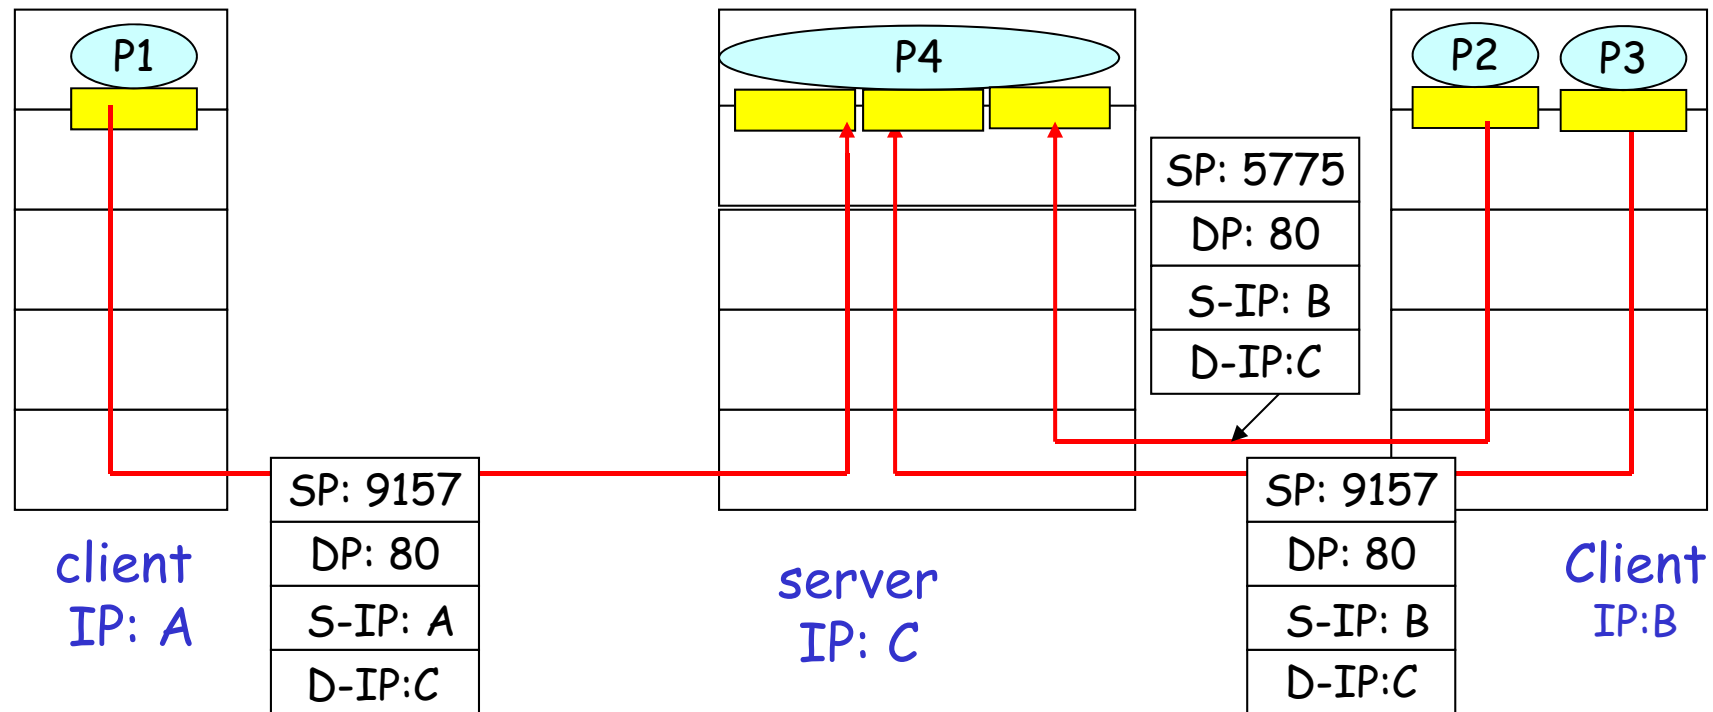 P1
P4
P2
P3
SP: 5775
DP: 80
S-IP: B
D-IP:C
SP: 9157
DP: 80
S-IP: A
D-IP:C
SP: 9157
DP: 80
S-IP: B
D-IP:C
client
IP: A
server
IP: C
Client
IP:B